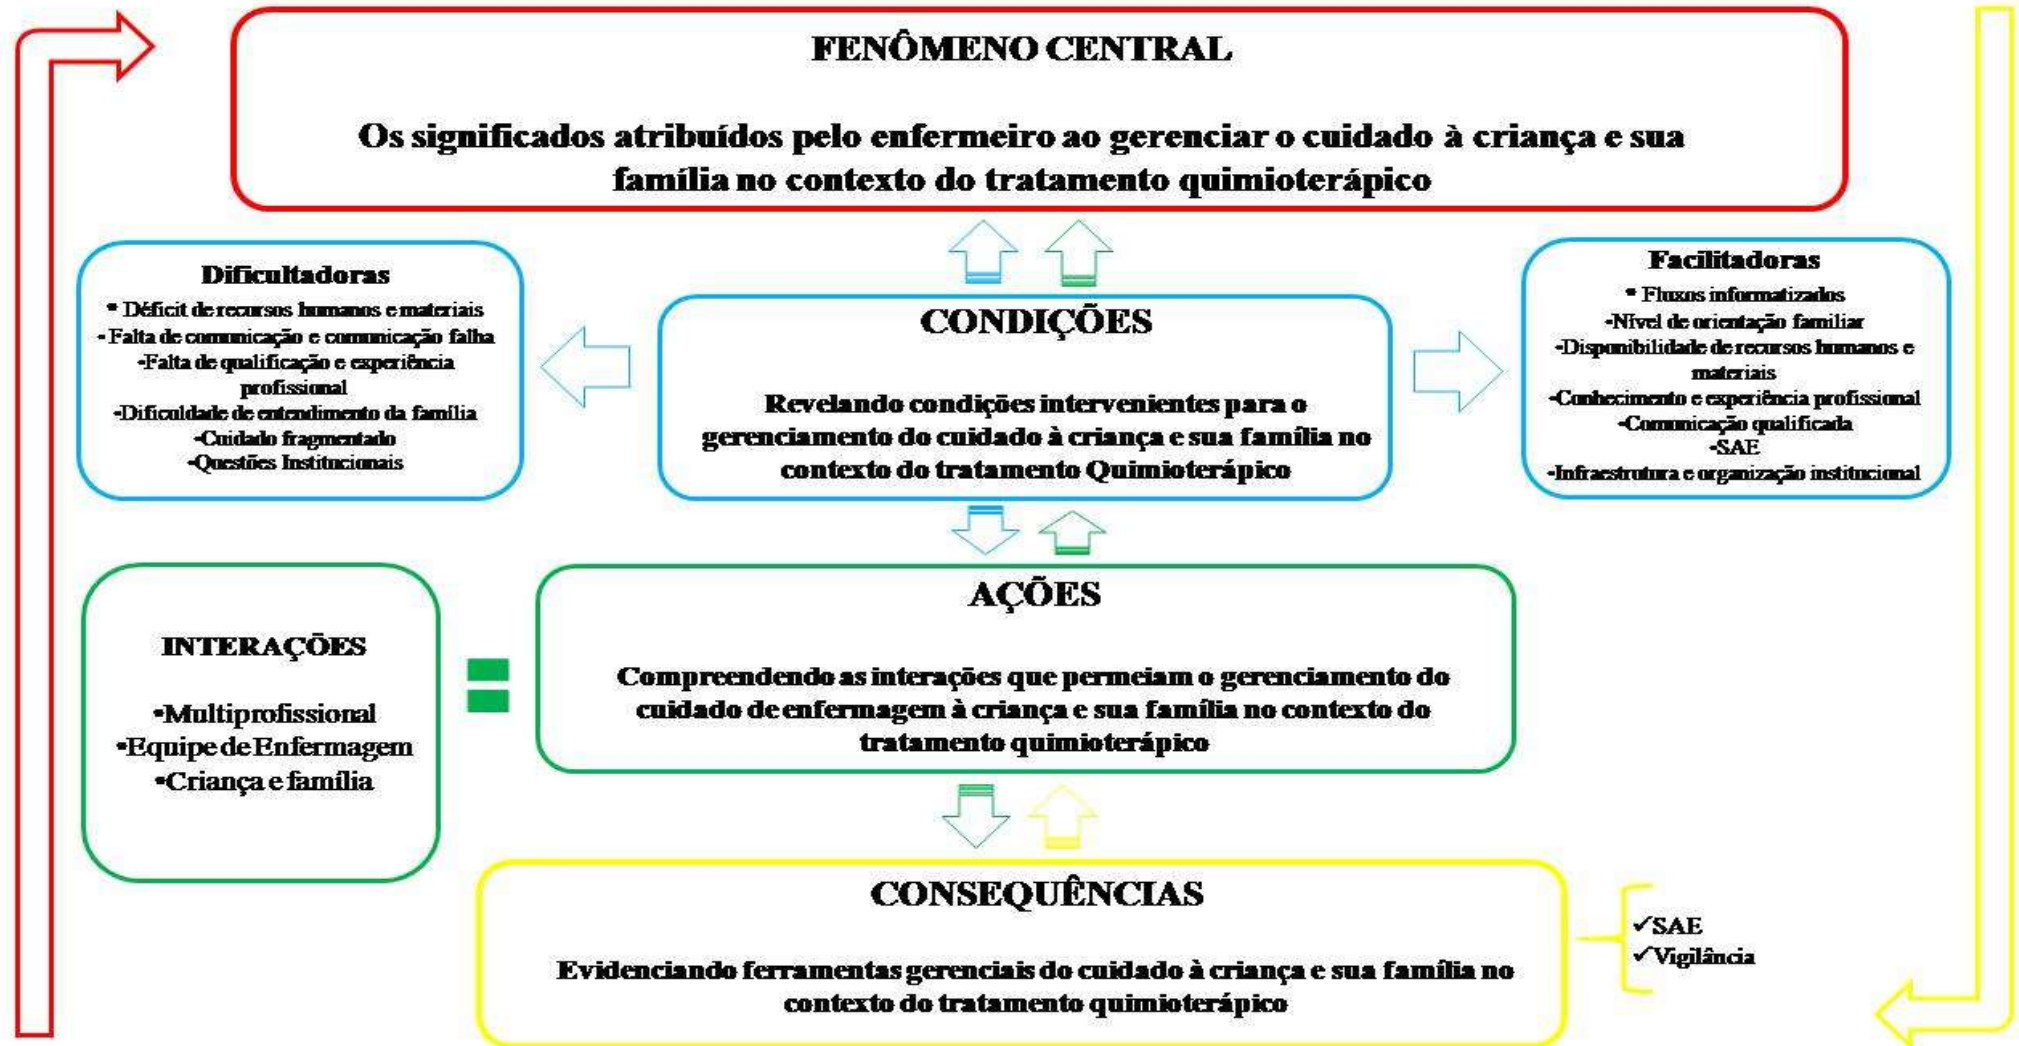 FENÔMENO CENTRAL
Os significados atribuídos pelo enfermeiro ao gerenciar o cuidado à criança e sua
família no contexto do tratamento quimioterápico
Dificultadoras
* Déficit de recursos humanos e materiais
- Falta de comunicação e comunicação falha
-Falta de qualificação e experiência
profissional
-Dificuldade de entendimento da família
-Cuidado fragmentado
-Questões Institucionais
CONDIÇÕES
Revelando condições intervenientes para o
gerenciamento do cuidado à criança e sua família no
contexto do tratamento Quimioterápico
Facilitadoras
* Fluxos informatizados
-Nível de orientação familiar
-Disponibilidade de recursos humanos e
materiais
-Conhecimento e experiência profissional
-Comunicação qualificada
-SAE
-Infraestrutura e organização institucional
INTERAÇÕES
•Multiprofissional
•Equipe de Enfermagem
•Criança e família
AÇÕES
Compreendendo as interações que permeiam o gerenciamento do
cuidado de enfermagem à criança e sua família no contexto do
tratamento quimioterápico
CONSEQUÊNCIAS
Evidenciando ferramentas gerenciais do cuidado à criança e sua família no
contexto do tratamento quimioterápico
✓SAE
✓Vigilância